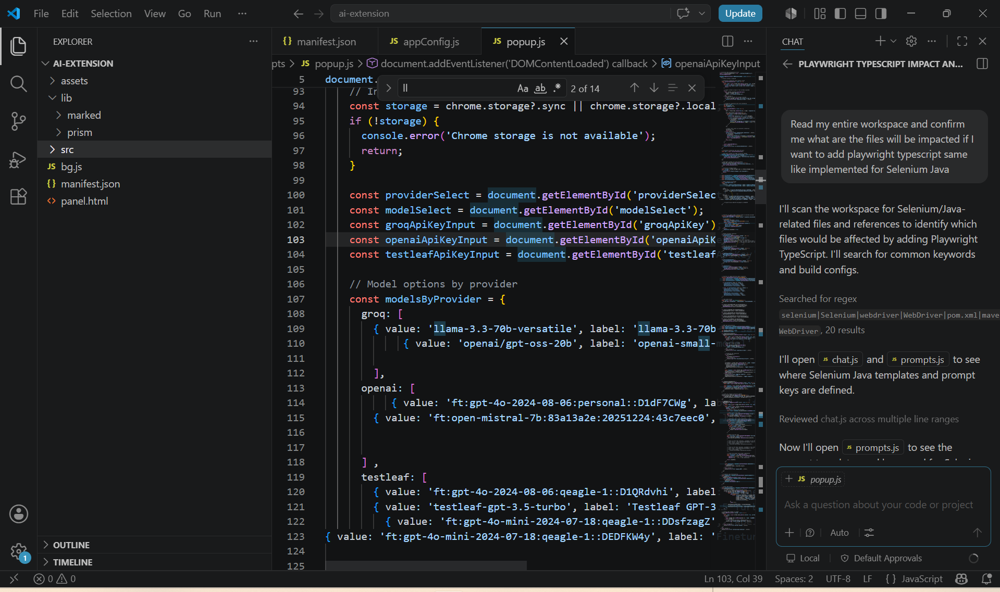 File Edit Selection View Go Run ···
ai-extension
Update
EXPLORER
AI-EXTENSION
assets
lib
marked
prism
src
JS bg.js
{} manifest.json
<> panel.html
OUTLINE
TIMELINE
{} manifest.json
JS appConfig.js
JS popup.js
pts > JS popup.js > document.addEventListener('DOMContentLoaded') callback > openaiApiKeyInput
ll Aa ab .* 2 of 14
5 document.
93 // Ir
94 const storage = chrome.storage?.sync || chrome.storage?.local,
95 if (!storage) {
96 console.error('Chrome storage is not available');
97 return;
98 }
99
100 const providerSelect = document.getElementById('providerSelec
101 const modelSelect = document.getElementById('modelSelect');
102 const groqApiKeyInput = document.getElementById('groqApiKey')
103 const openaiApiKeyInput = document.getElementById('openaiApiK
104 const testleafApiKeyInput = document.getElementById('testleaf
105
106 // Model options by provider
107 const modelsByProvider = {
108 groq: [
109 { value: 'llama-3.3-70b-versatile', label: 'llama-3.3-70b
110 { value: 'openai/gpt-oss-20b', label: 'openai-small-
111
112 ],
113 openai: [
114 { value: 'ft:gpt-4o-2024-08-06:personal::D1dF7CWg', la
115 { value: 'ft:open-mistral-7b:83a13a2e:20251224:43c7eec0',
116
117
118 ] ,
119 testleaf: [
120 { value: 'ft:gpt-4o-2024-08-06:qeagle-1::D1QRdvhi', label
121 { value: 'testleaf-gpt-3.5-turbo', label: 'Testleaf GPT-3
122 { value: 'ft:gpt-4o-mini-2024-07-18:qeagle-1::DDsfzagZ'
123 { value: 'ft:gpt-4o-mini-2024-07-18:qeagle-1::DEDFKW4y', label: 'Finetun
124
125
CHAT
PLAYWRIGHT TYPESCRIPT IMPACT AN...
Read my entire workspace and confirm
me what are the files will be impacted if I
want to add playwright typescript same
like implemented for Selenium Java
I'll scan the workspace for Selenium/Java-
related files and references to identify which
files would be affected by adding Playwright
TypeScript. I'll search for common keywords
and build configs.
Searched for regex
selenium|Selenium|webdriver|WebDriver|pom.xml|mave
WebDriver, 20 results
I'll open JS chat.js and JS prompts.js to see
where Selenium Java templates and prompt
keys are defined.
Reviewed chat.js across multiple line ranges
Now I'll open JS prompts.js to see the
+ JS popup.js
Ask a question about your code or project
Auto
Local
Default Approvals
1
0 0
Ln 103, Col 39 Spaces: 2 UTF-8 LF {} JavaScript